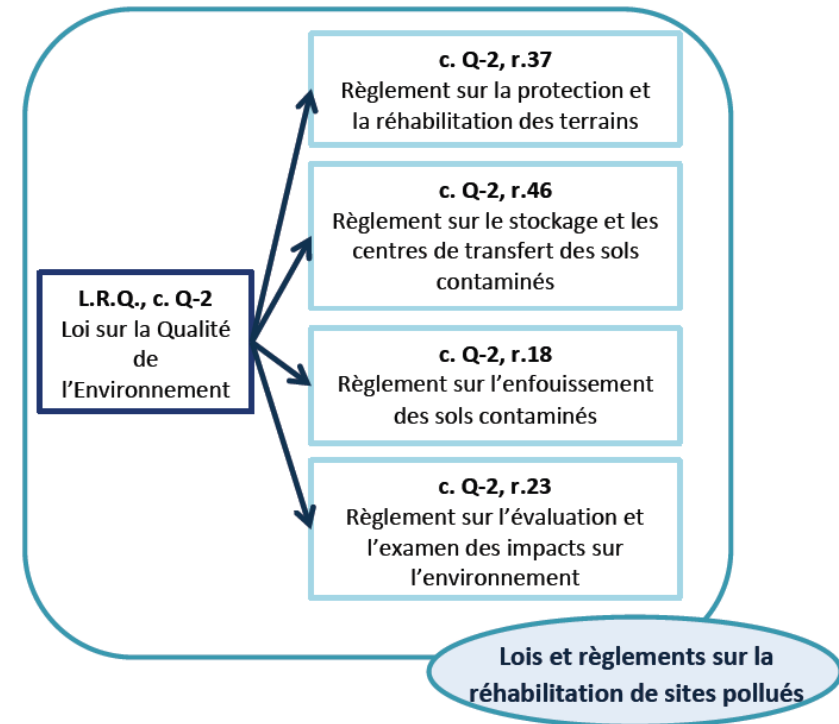 c. Q-2, r.37
Règlement sur la protection et
la réhabilitation des terrains
c. Q-2, r.46
Règlement sur le stockage et les
centres de transfert des sols
contaminés
L.R.Q., c. Q-2
Loi sur la Qualité
de
l’Environnement
c. Q-2, r.18
Règlement sur l’enfouissement
des sols contaminés
c. Q-2, r.23
Règlement sur l’évaluation et
l’examen des impacts sur
l’environnement
Lois et règlements sur la
réhabilitation de sites pollués